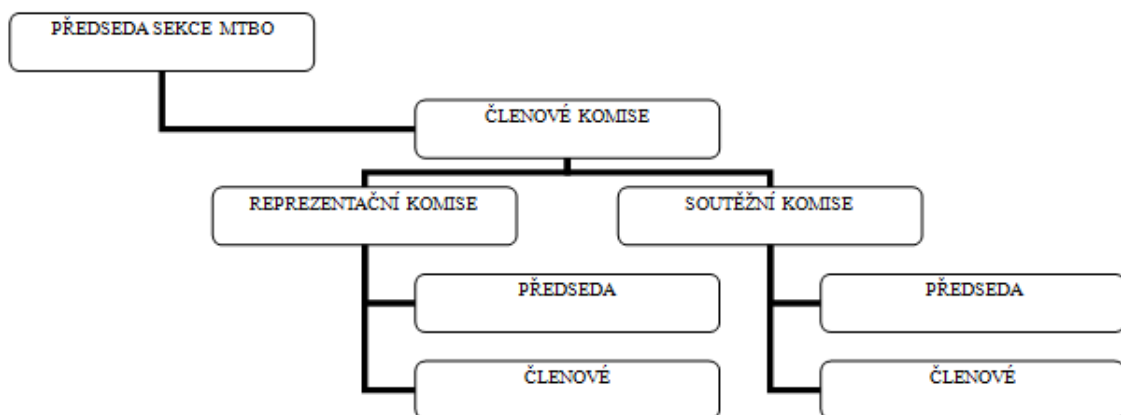 PŘEDSEDA SEKCE MTBO
ČLENOVÉ KOMISE
REPREZENTAČNÍ KOMISE
SOUTĚŽNÍ KOMISE
PŘEDSEDA
PŘEDSEDA
ČLENOVÉ
ČLENOVÉ